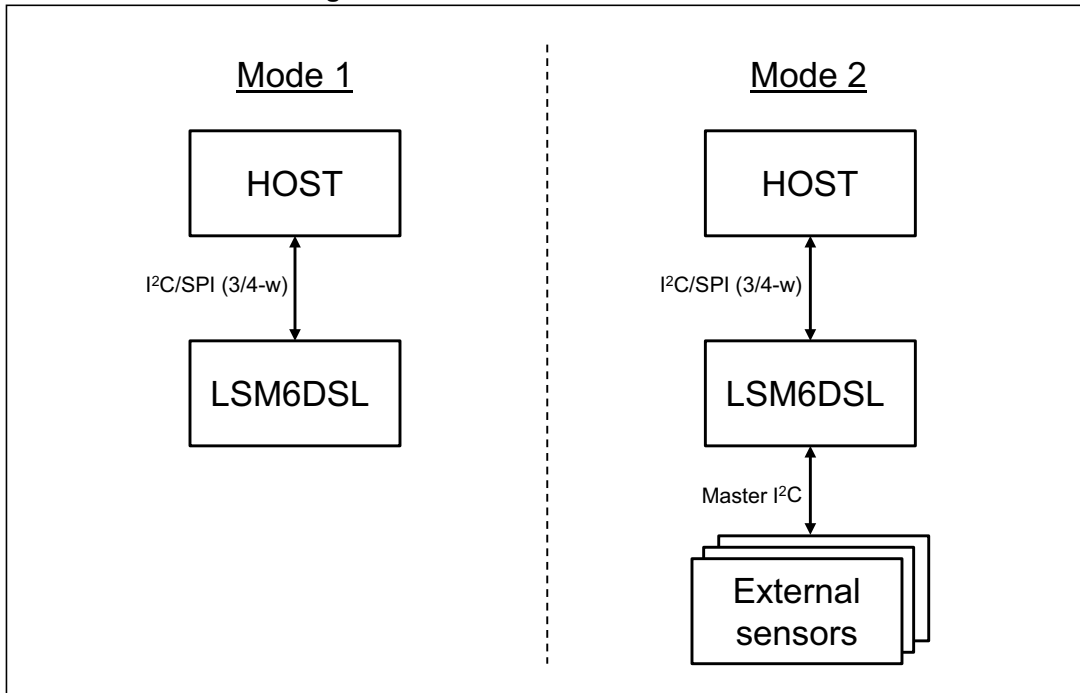 Mode 1
HOST
I²C/SPI (3/4-w)
LSM6DSL
Mode 2
HOST
I²C/SPI (3/4-w)
LSM6DSL
Master I²C
External
sensors